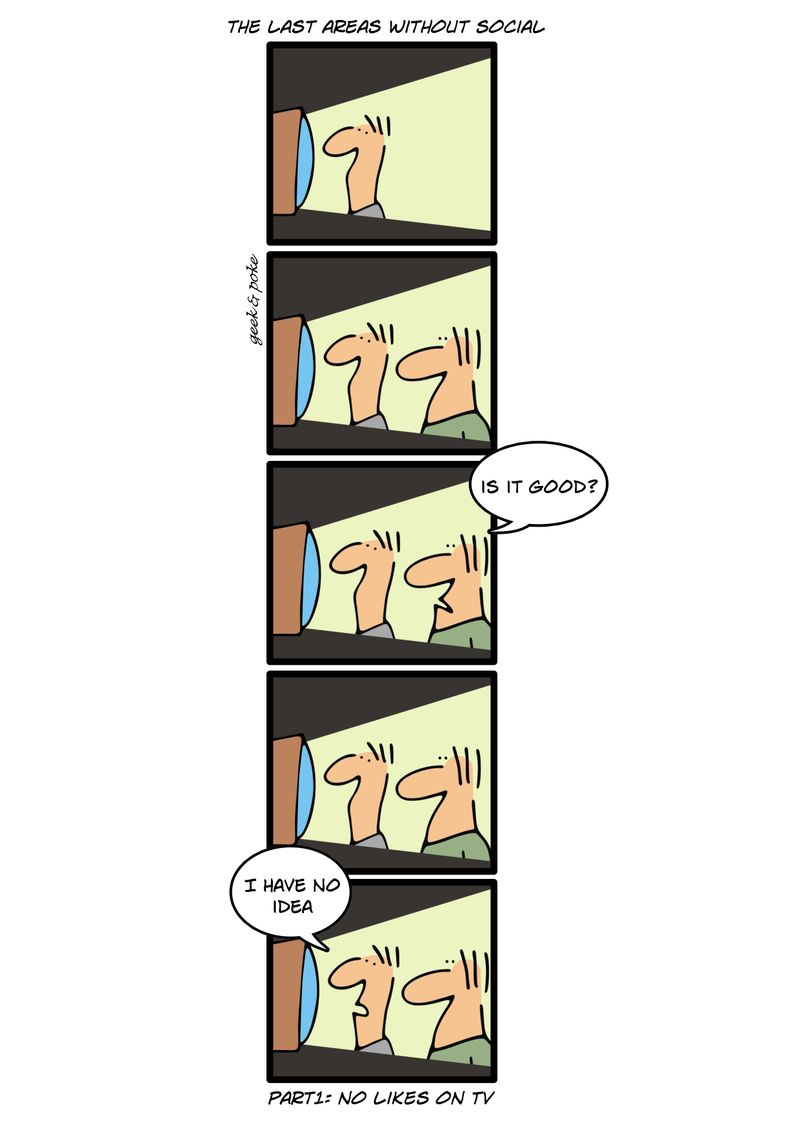 THE LAST AREAS WITHOUT SOCIAL
geek & poke
IS IT GOOD?
I HAVE NO
IDEA
PART1: NO LIKES ON TV